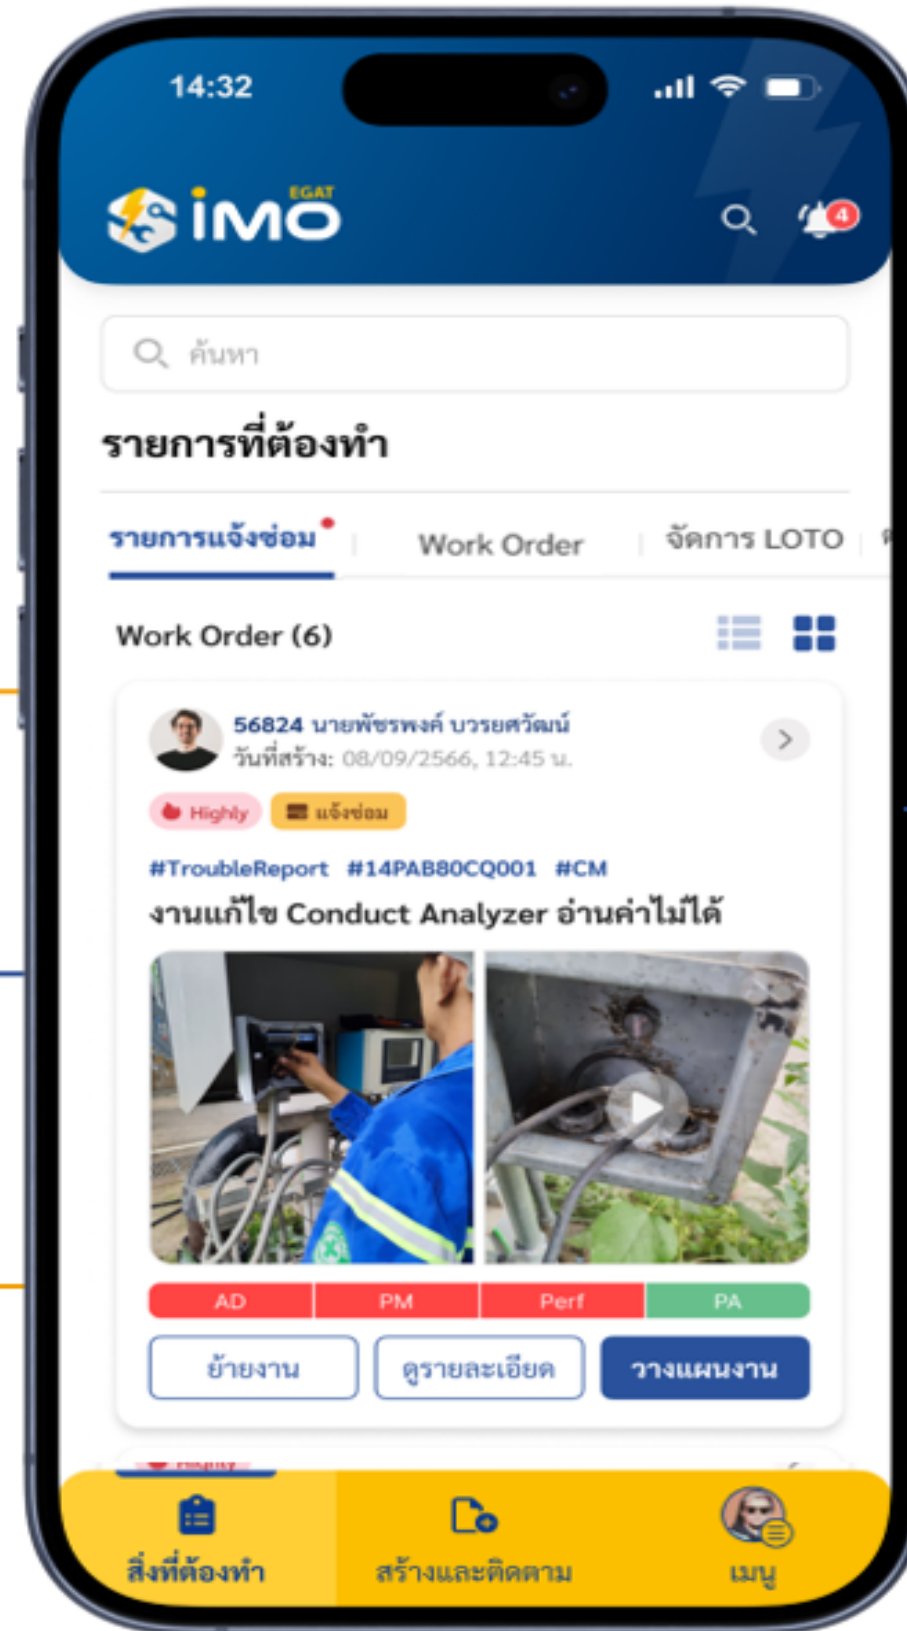 14:32
EGAT
iMO
4
ค้นหา
รายการที่ต้องทำ
รายการแจ้งซ่อม Work Order จัดการ LOTO
Work Order (6)
56824 นายพัชรพงค์ บวรยศวัฒน์
วันที่สร้าง: 08/09/2566, 12:45 น.
Highly แจ้งซ่อม
#TroubleReport #14PAB80CQ001 #CM
งานแก้ไข Conduct Analyzer อ่านค่าไม่ได้
AD PM Perf PA
ย้ายงาน ดูรายละเอียด วางแผนงาน
Highly
สิ่งที่ต้องทำ สร้างและติดตาม เมนู